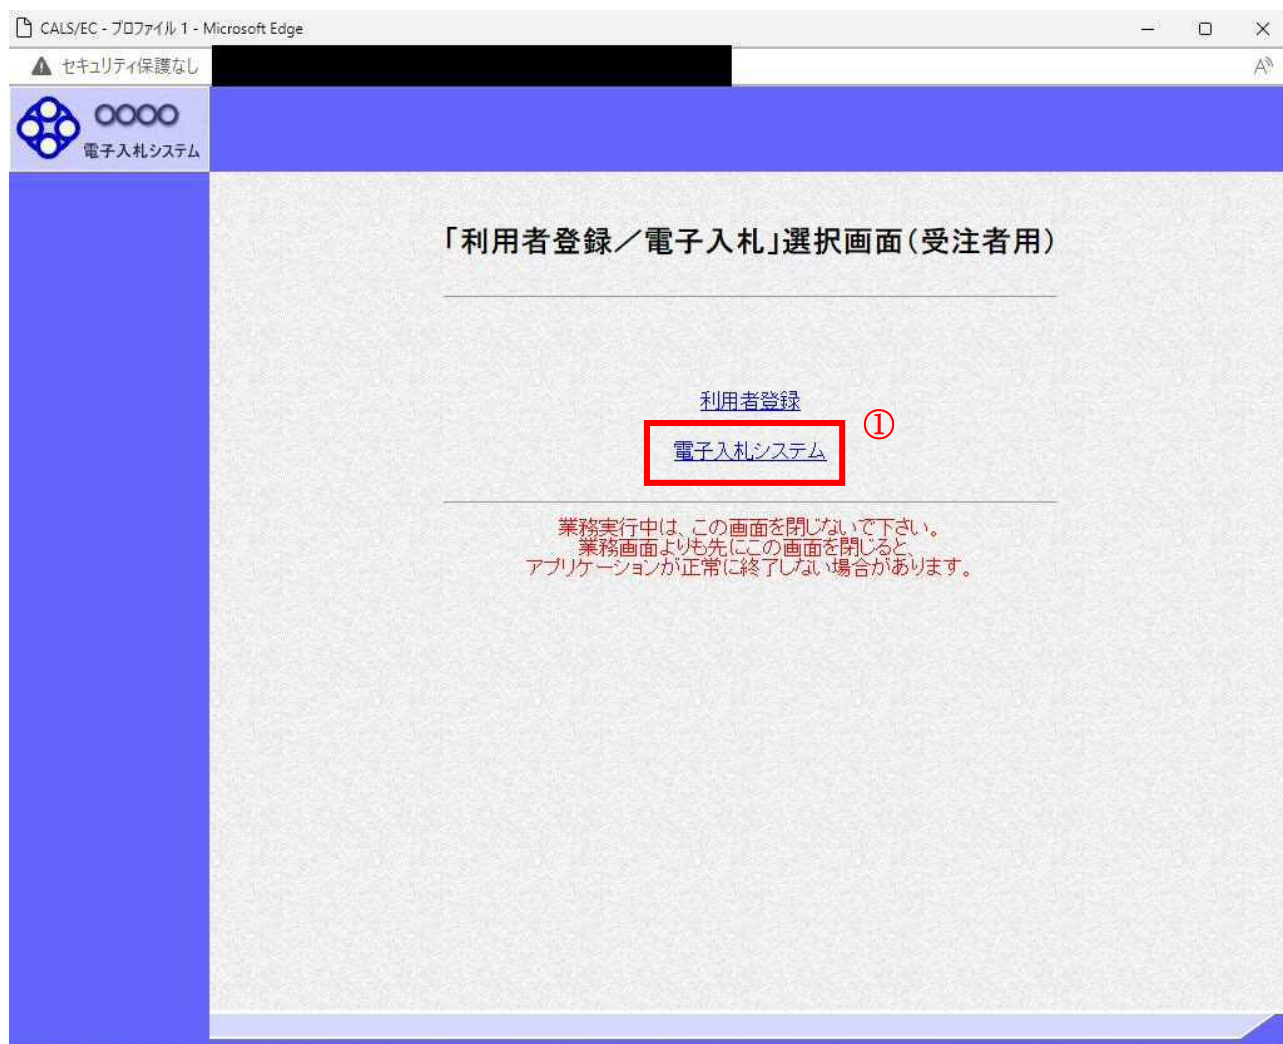 CALS/EC - プロファイル 1 - Microsoft Edge
セキュリティ保護なし
〇〇〇〇
電子入札システム
「利用者登録／電子入札」選択画面(受注者用)
利用者登録
①
電子入札システム
業務実行中は、この画面を閉じないで下さい。
業務画面よりも先にこの画面を閉じると、
アプリケーションが正常に終了しない場合があります。